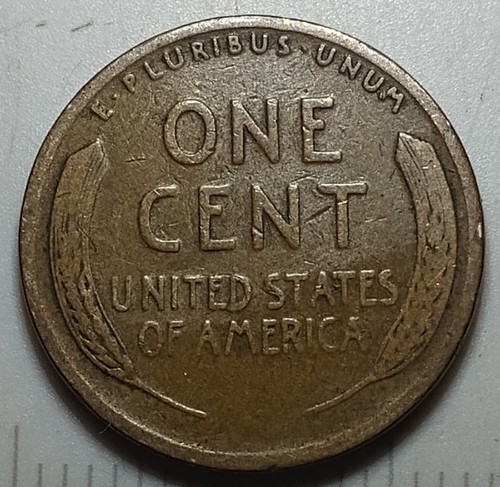 E·PLURIBUS·UNUM
ONE
CENT
UNITED STATES
OF AMERICA